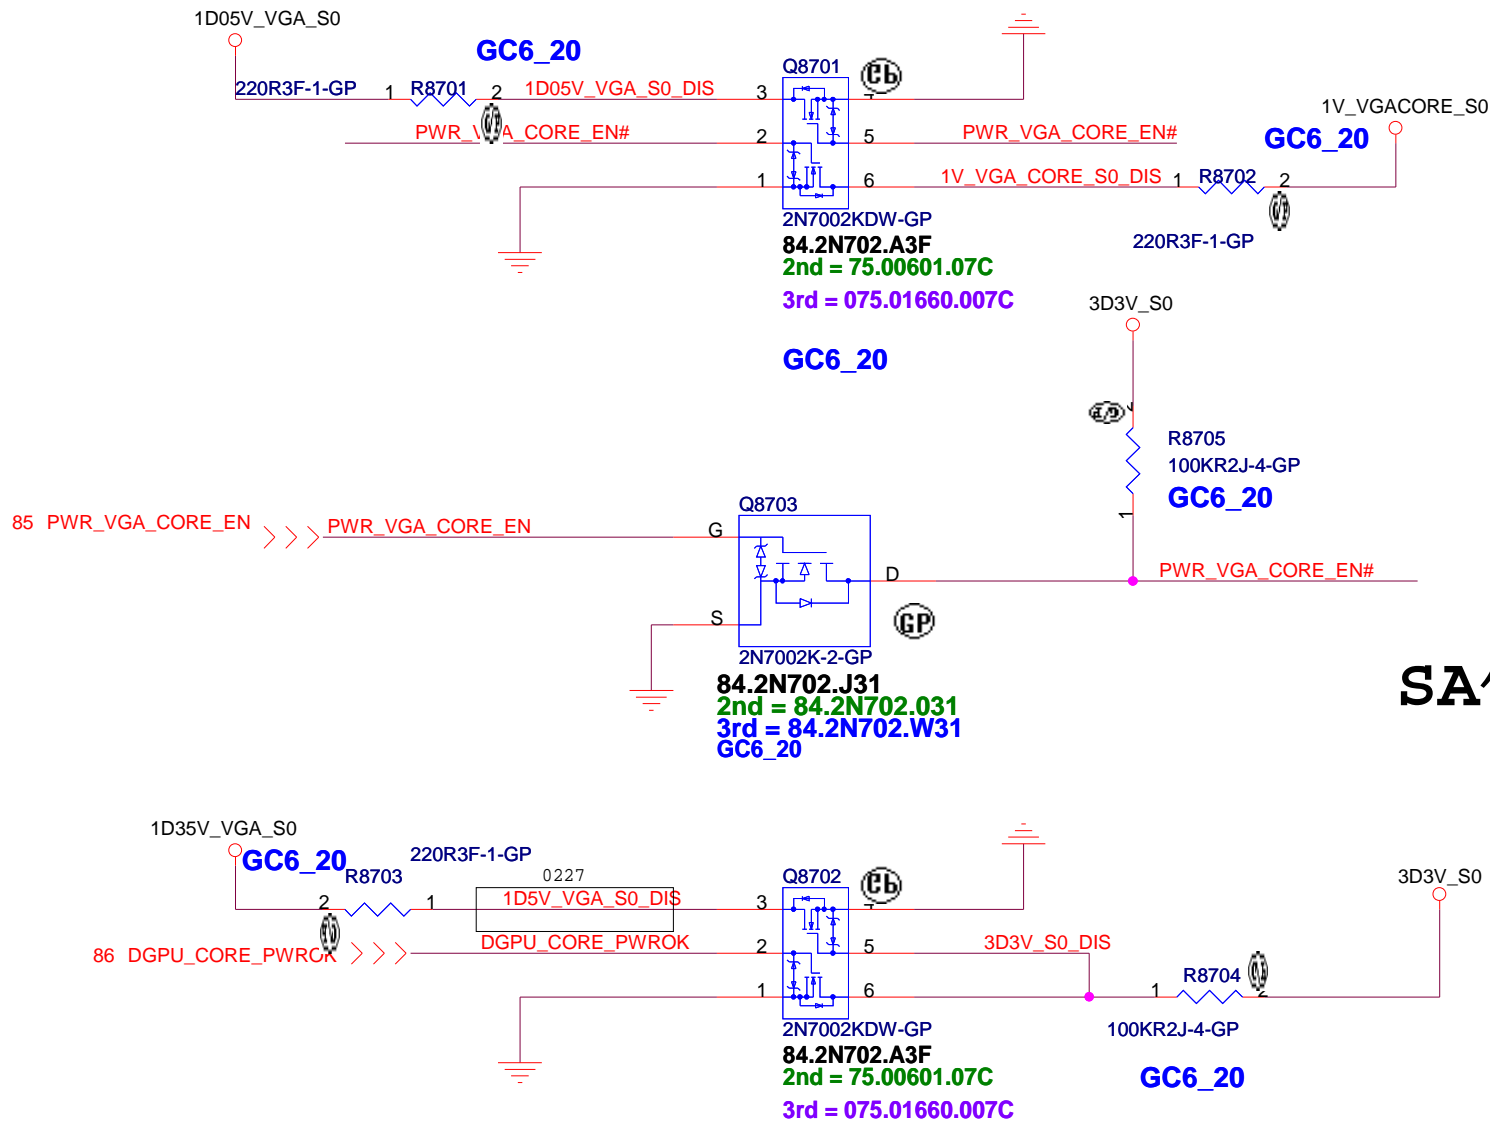 1D05V_VGA_S0
GC6_20
220R3F-1-GP 1 R8701 2 1D05V_VGA_S0_DIS 3
Q8701
PWR_VGA_CORE_EN# 2 5 PWR_VGA_CORE_EN#
1V_VGACORE_S0
GC6_20
1 6 1V_VGA_CORE_S0_DIS 1 R8702 2
2N7002KDW-GP
84.2N702.A3F
2nd = 75.00601.07C
3rd = 075.01660.007C
220R3F-1-GP
GC6_20
3D3V_S0
R8705
100KR2J-4-GP
GC6_20
1
85 PWR_VGA_CORE_EN PWR_VGA_CORE_EN G
Q8703
D PWR_VGA_CORE_EN#
S
GP
2N7002K-2-GP
84.2N702.J31
2nd = 84.2N702.031
3rd = 84.2N702.W31
GC6_20
1D35V_VGA_S0
GC6_20
R8703
220R3F-1-GP
0227
2 1 1D5V_VGA_S0_DIS 3
Q8702
86 DGPU_CORE_PWROK DGPU_CORE_PWROK 2 5 3D3V_S0_DIS
3D3V_S0
1 6 1 R8704 2
2N7002KDW-GP
84.2N702.A3F
2nd = 75.00601.07C
3rd = 075.01660.007C
100KR2J-4-GP
GC6_20